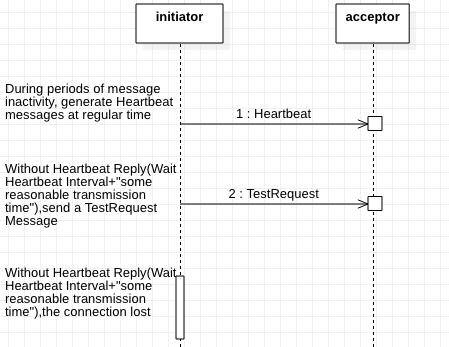 initiator
acceptor
During periods of message
inactivity, generate Heartbeat
messages at regular time
1 : Heartbeat
Without Heartbeat Reply(Wait
Heartbeat Interval+"some
reasonable transmission
time"),send a TestRequest
Message
2 : TestRequest
Without Heartbeat Reply(Wait
Heartbeat Interval+"some
reasonable transmission
time"),the connection lost